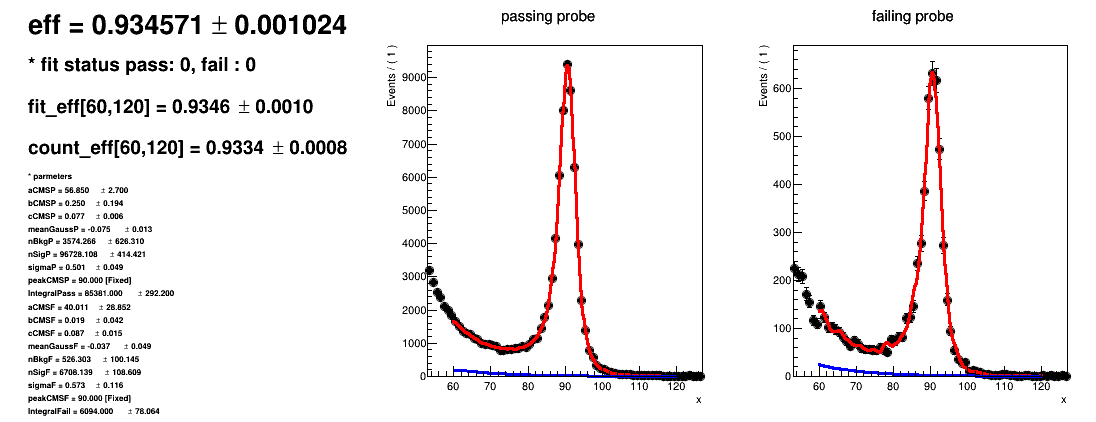 eff = 0.934571 ± 0.001024
* fit status pass: 0, fail : 0
fit_eff[60,120] = 0.9346 ± 0.0010
count_eff[60,120] = 0.9334 ± 0.0008
* parmeters
aCMSP = 56.850 ± 2.700
bCMSP = 0.250 ± 0.194
cCMSP = 0.077 ± 0.006
meanGaussP = -0.075 ± 0.013
nBkgP = 3574.266 ± 626.310
nSigP = 96728.108 ± 414.421
sigmaP = 0.501 ± 0.049
peakCMSP = 90.000 [Fixed]
IntegralPass = 85381.000 ± 292.200
aCMSF = 40.011 ± 26.852
bCMSF = 0.019 ± 0.042
cCMSF = 0.087 ± 0.015
meanGaussF = -0.037 ± 0.049
nBkgF = 526.303 ± 100.145
nSigF = 6708.139 ± 108.609
sigmaF = 0.573 ± 0.116
peakCMSF = 90.000 [Fixed]
IntegralFail = 6094.000 ± 78.064
passing probe
Events / ( 1 )
9000
8000
7000
6000
5000
4000
3000
2000
1000
0
60 70 80 90 100 110 120
x
failing probe
Events / ( 1 )
600
500
400
300
200
100
0
60 70 80 90 100 110 120
x